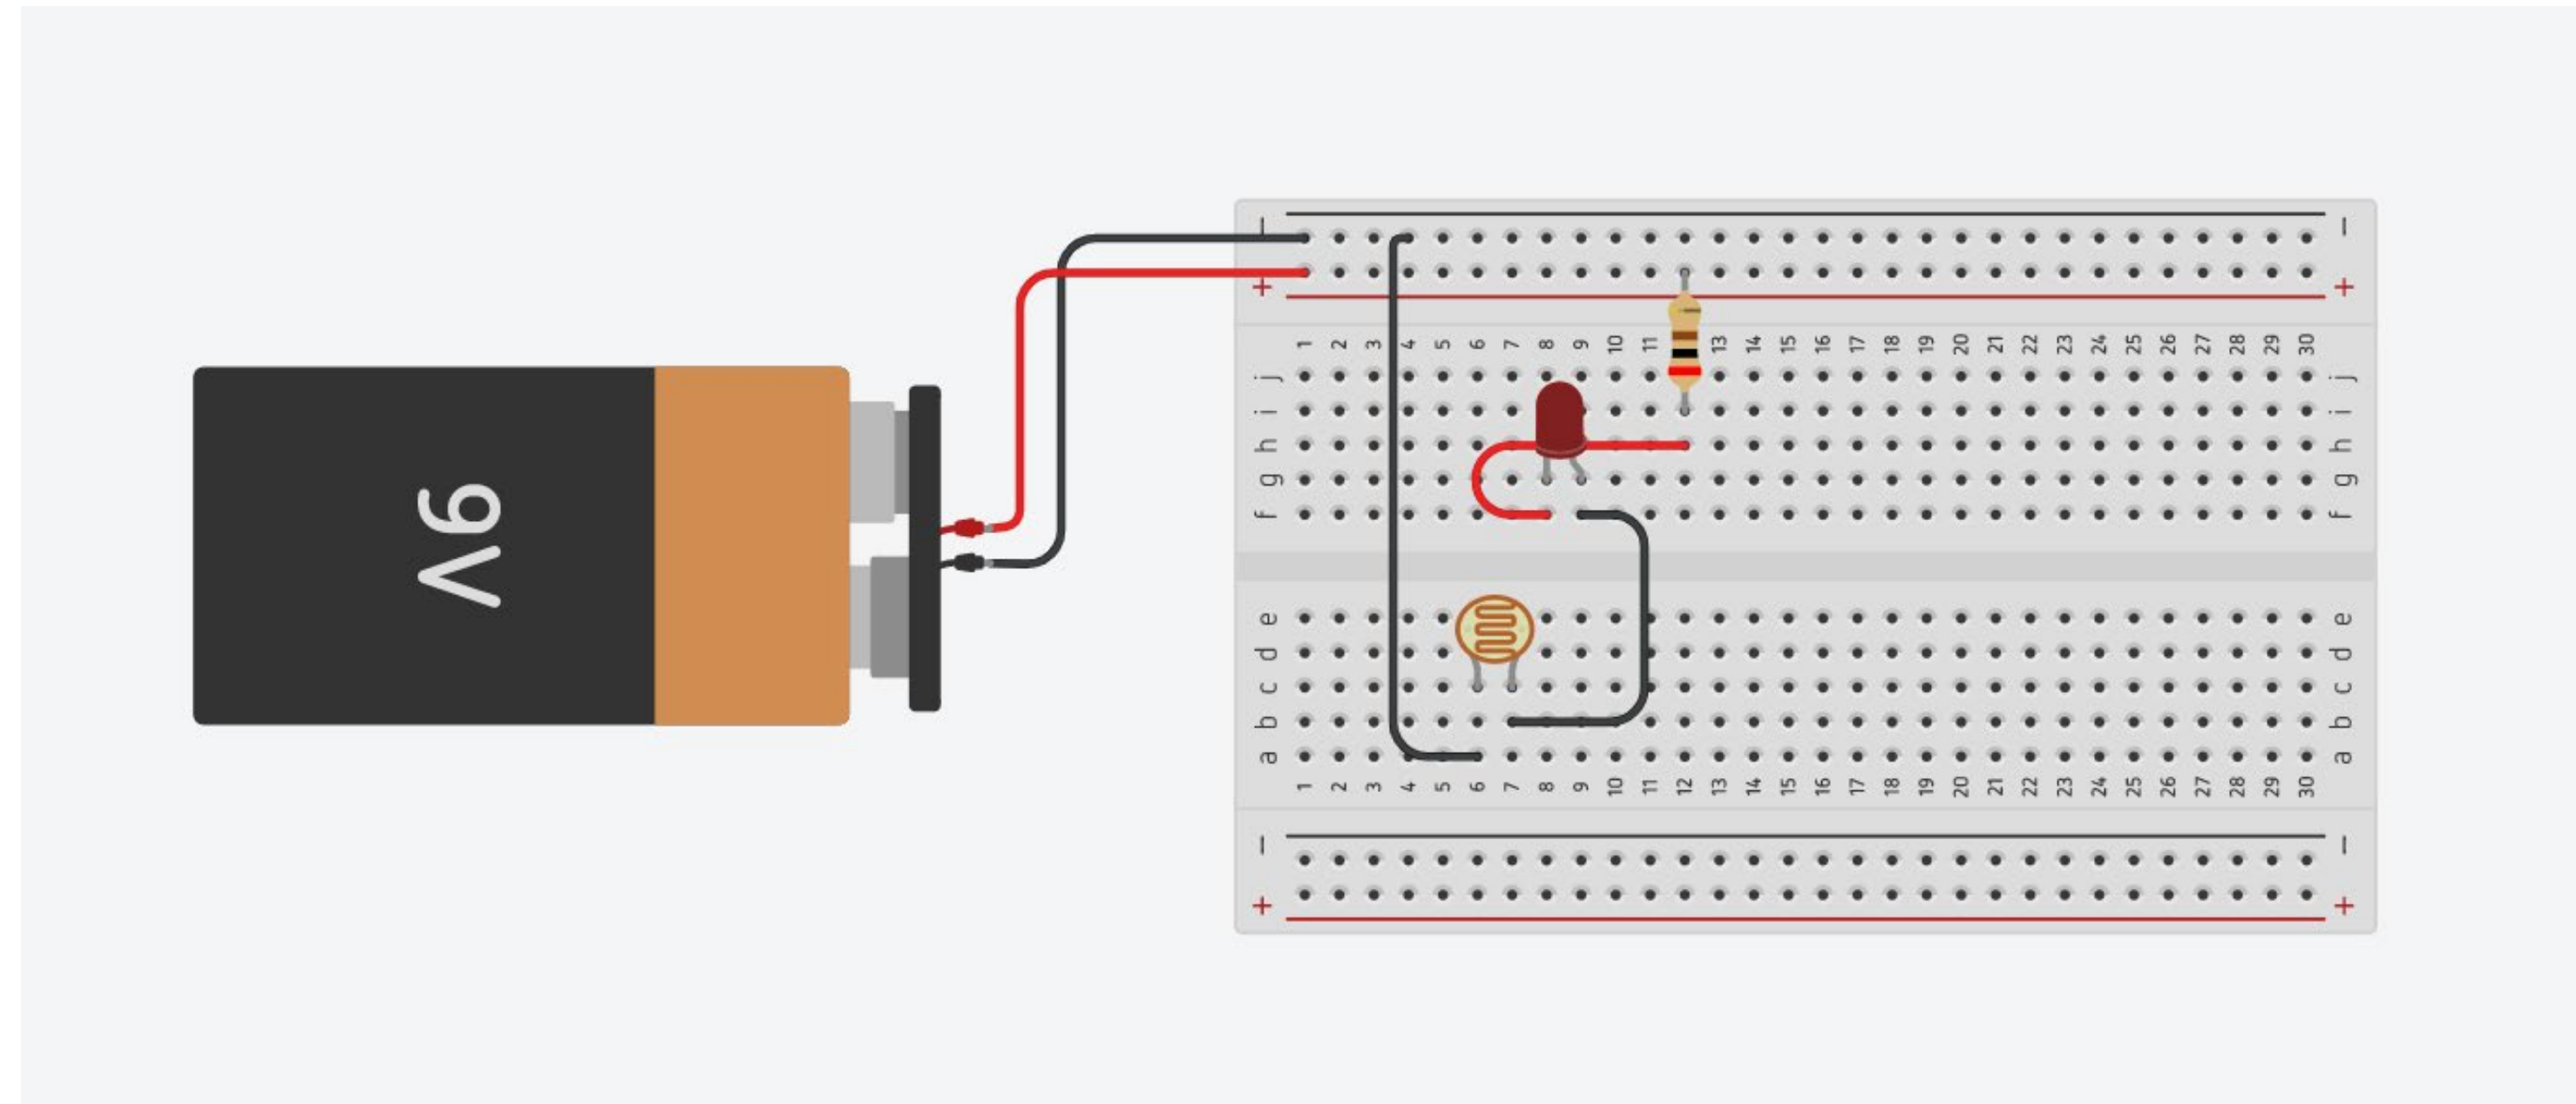 9V
− −
+ +
1 2 3 4 5 6 7 8 9 10 11 13 14 15 16 17 18 19 20 21 22 23 24 25 26 27 28 29 30
j j
i i
h h
g g
f f
e e
d d
c c
b b
a a
1 2 3 4 5 6 7 8 9 10 11 12 13 14 15 16 17 18 19 20 21 22 23 24 25 26 27 28 29 30
− −
+ +